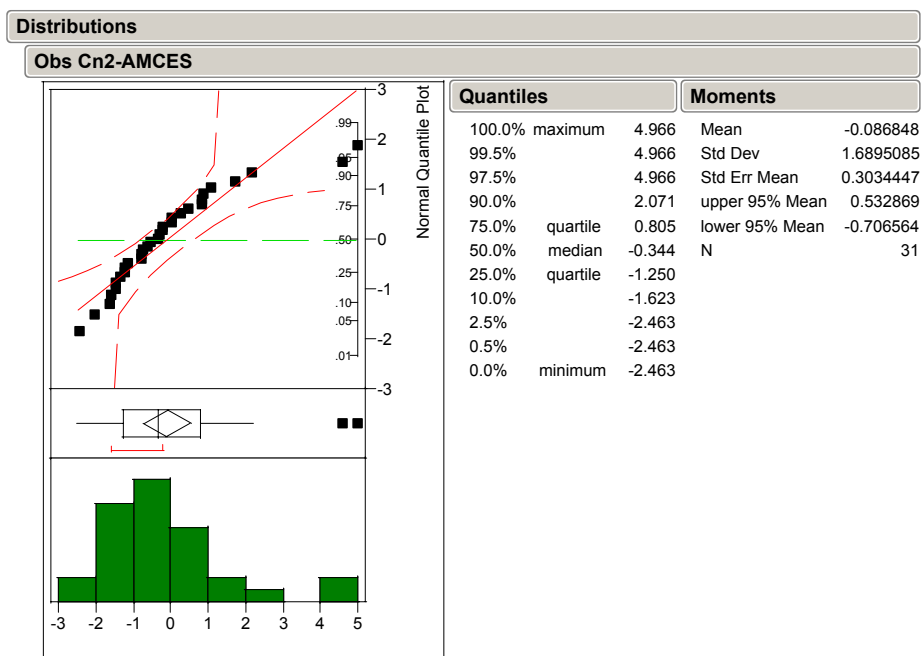 Distributions
Obs Cn2-AMCES
3
2
1
0
-1
-2
-3
.99
.95
.90
.75
.50
.25
.10
.05
.01
Normal Quantile Plot
-3 -2 -1 0 1 2 3 4 5
Quantiles
100.0% maximum 4.966
99.5% 4.966
97.5% 4.966
90.0% 2.071
75.0% quartile 0.805
50.0% median -0.344
25.0% quartile -1.250
10.0% -1.623
2.5% -2.463
0.5% -2.463
0.0% minimum -2.463
Moments
Mean -0.086848
Std Dev 1.6895085
Std Err Mean 0.3034447
upper 95% Mean 0.532869
lower 95% Mean -0.706564
N 31